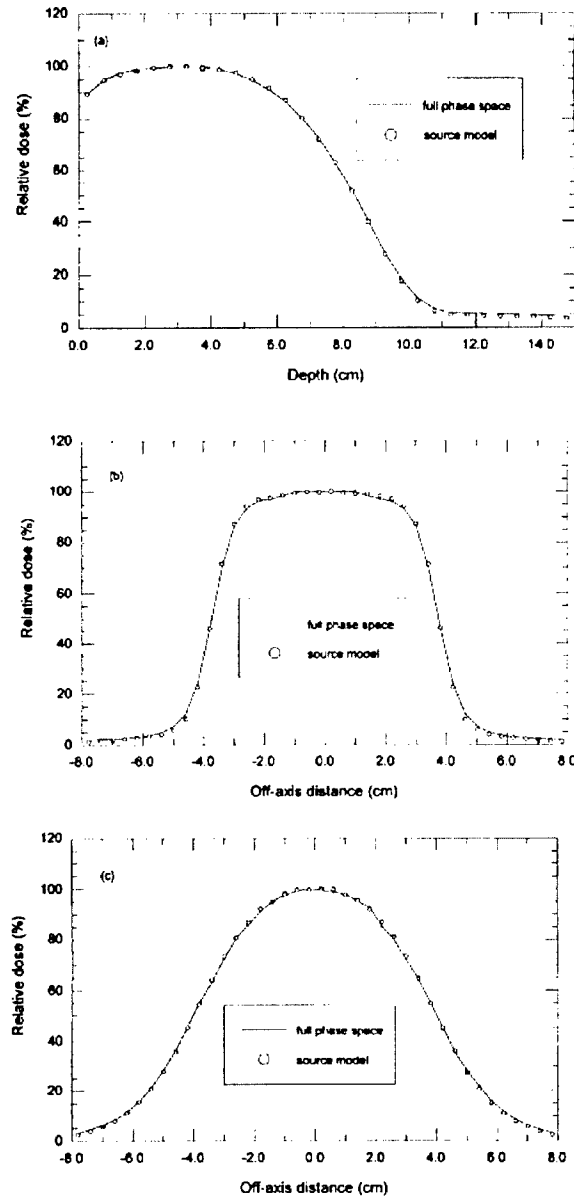 120
(a)
100
80
60
40
20
0
Relative dose (%)
full phase space
source model
0.0 2.0 4.0 6.0 8.0 10.0 12.0 14.0
Depth (cm)
120
(b)
100
80
60
40
20
0
Relative dose (%)
full phase space
source model
-8.0 -6.0 -4.0 -2.0 0.0 2.0 4.0 6.0 8.0
Off-axis distance (cm)
120
(c)
100
80
60
40
20
0
Relative dose (%)
full phase space
source model
-8.0 -6.0 -4.0 -2.0 0.0 2.0 4.0 6.0 8.0
Off-axis distance (cm)